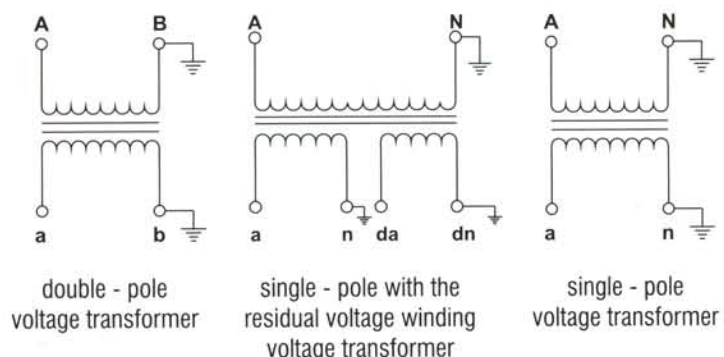 A B A N A N
a b a n da dn a n
double - pole
voltage transformer
single - pole with the
residual voltage winding
voltage transformer
single - pole
voltage transformer